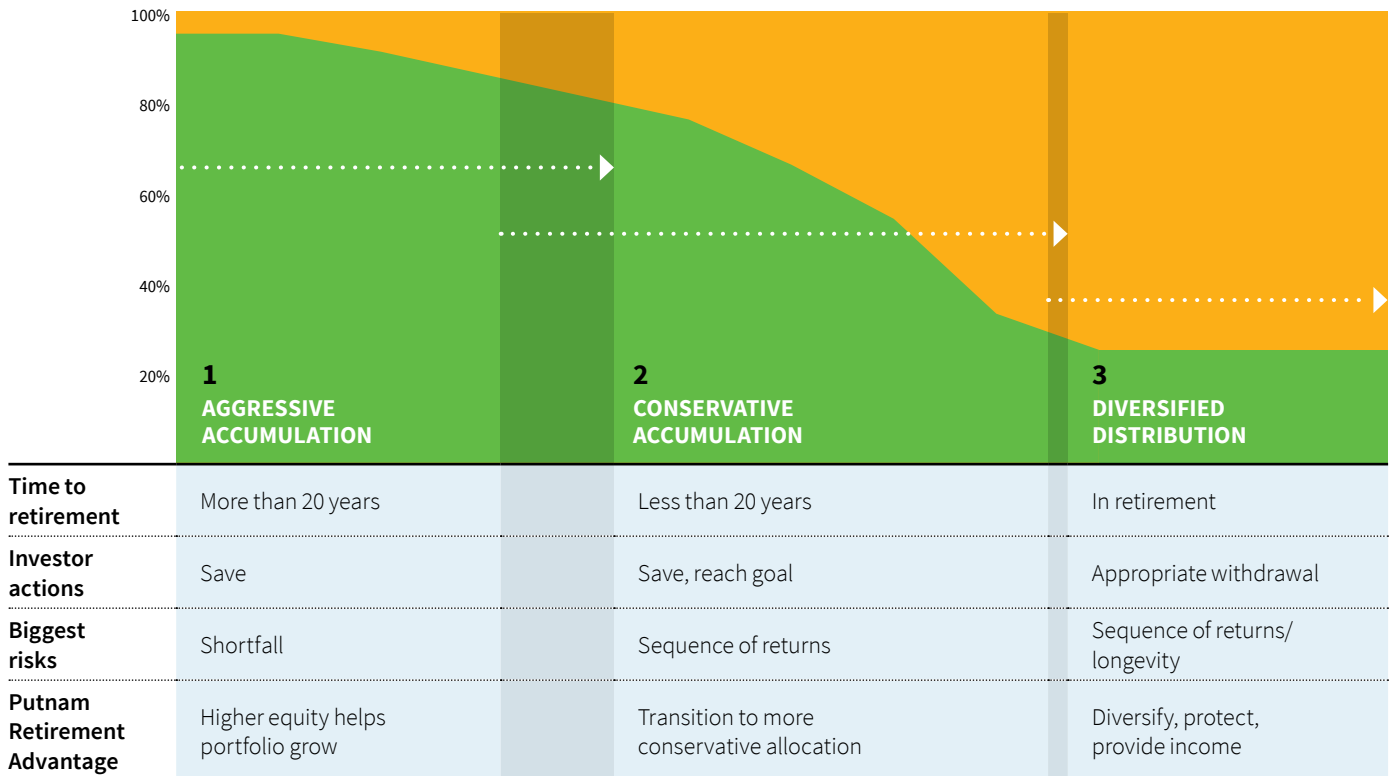 100%
80%
60%
40%
20%
1
AGGRESSIVE
ACCUMULATION
2
CONSERVATIVE
ACCUMULATION
3
DIVERSIFIED
DISTRIBUTION
Time to
retirement
More than 20 years
Less than 20 years
In retirement
Investor
actions
Save
Save, reach goal
Appropriate withdrawal
Biggest
risks
Shortfall
Sequence of returns
Sequence of returns/
longevity
Putnam
Retirement
Advantage
Higher equity helps
portfolio grow
Transition to more
conservative allocation
Diversify, protect,
provide income